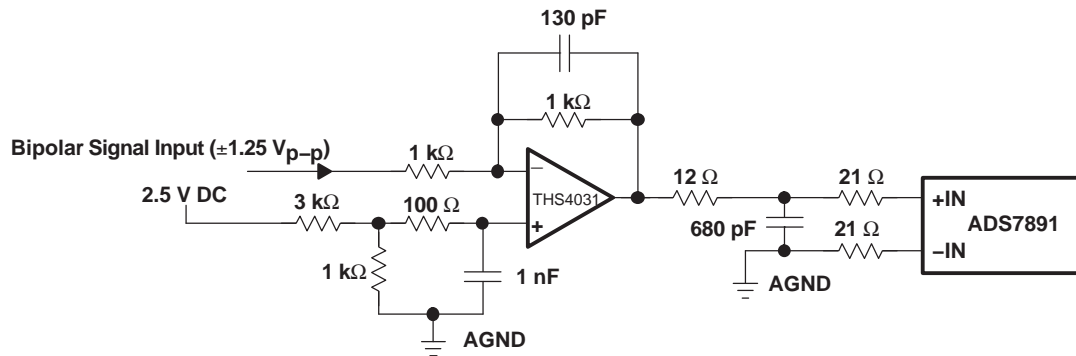 130 pF
1 kΩ
Bipolar Signal Input (±1.25 Vp–p)
1 kΩ
2.5 V DC
3 kΩ
100 Ω
–
THS4031
+
12 Ω
21 Ω
+IN
ADS7891
680 pF
21 Ω
–IN
1 kΩ
1 nF
AGND
AGND